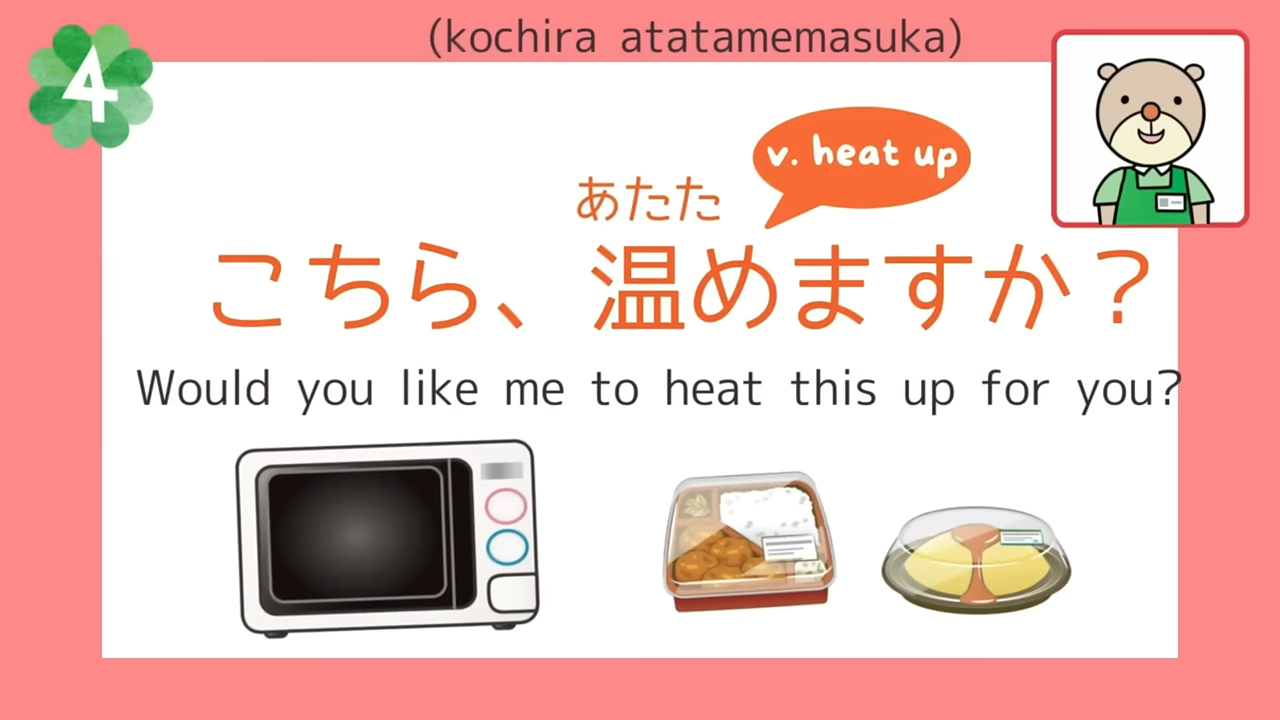 (kochira atatamemasuka)
4
v. heat up
あたた
こちら、温めますか？
Would you like me to heat this up for you?